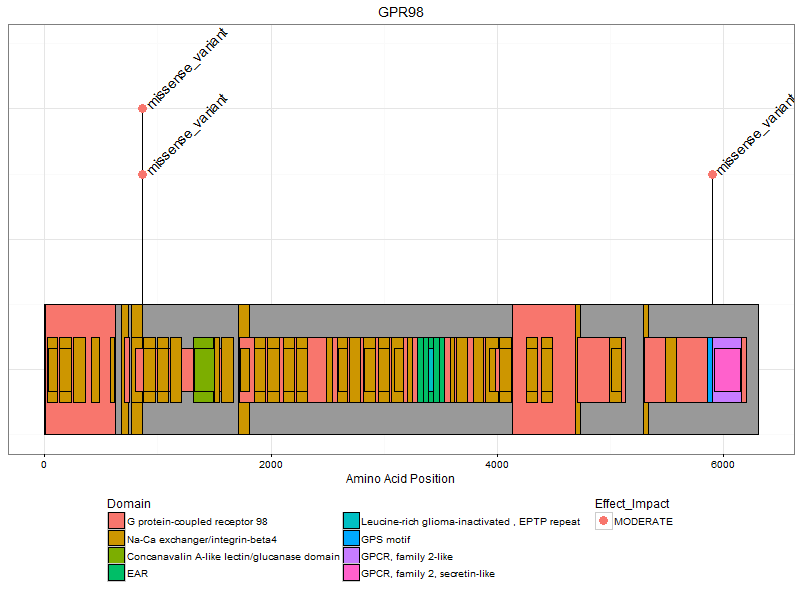 GPR98
missense_variant
missense_variant
missense_variant
0
2000
4000
6000
Amino Acid Position
Domain
G protein-coupled receptor 98
Na-Ca exchanger/integrin-beta4
Concanavalin A-like lectin/glucanase domain
EAR
Leucine-rich glioma-inactivated , EPTP repeat
GPS motif
GPCR, family 2-like
GPCR, family 2, secretin-like
Effect_Impact
MODERATE